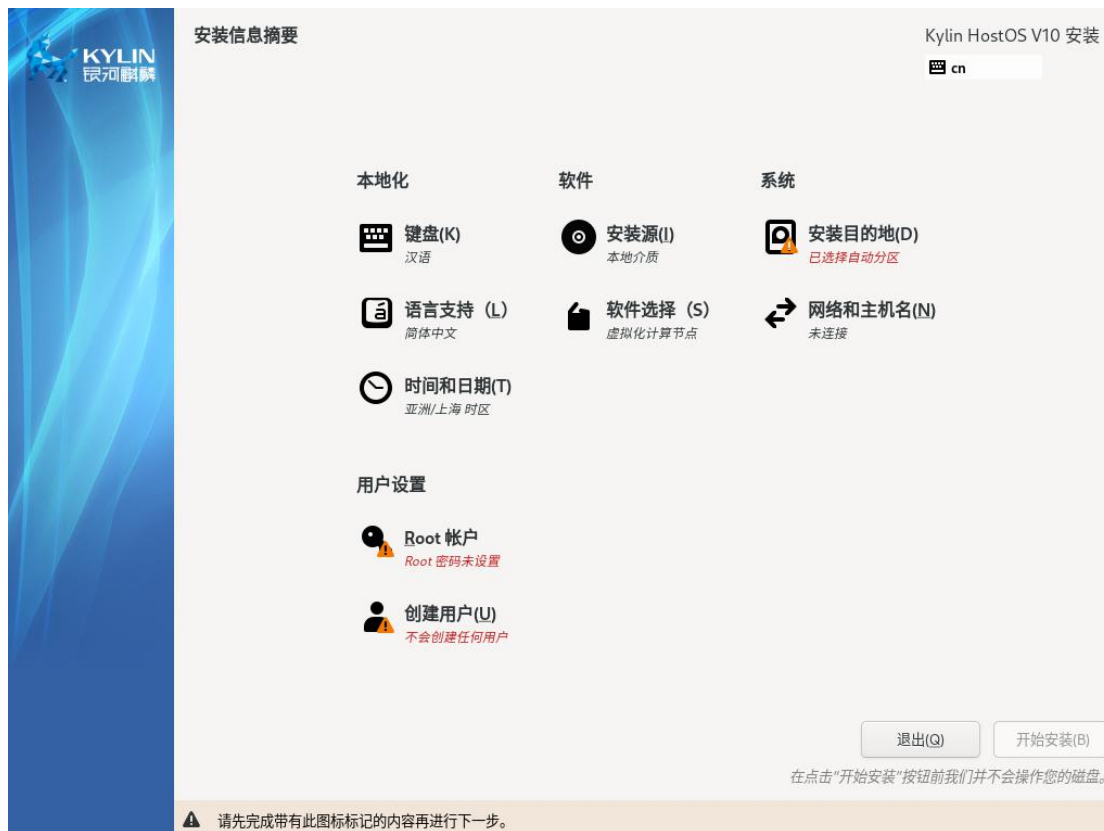 KYLIN
银河麒麟
安装信息摘要
Kylin HostOS V10 安装
cn
本地化
键盘(K)
汉语
语言支持（L）
简体中文
时间和日期(T)
亚洲/上海 时区
软件
安装源(I)
本地介质
软件选择（S）
虚拟化计算节点
系统
安装目的地(D)
已选择自动分区
网络和主机名(N)
未连接
用户设置
Root 帐户
Root 密码未设置
创建用户(U)
不会创建任何用户
退出(Q)
开始安装(B)
在点击"开始安装"按钮前我们并不会操作您的磁盘。
请先完成带有此图标标记的内容再进行下一步。